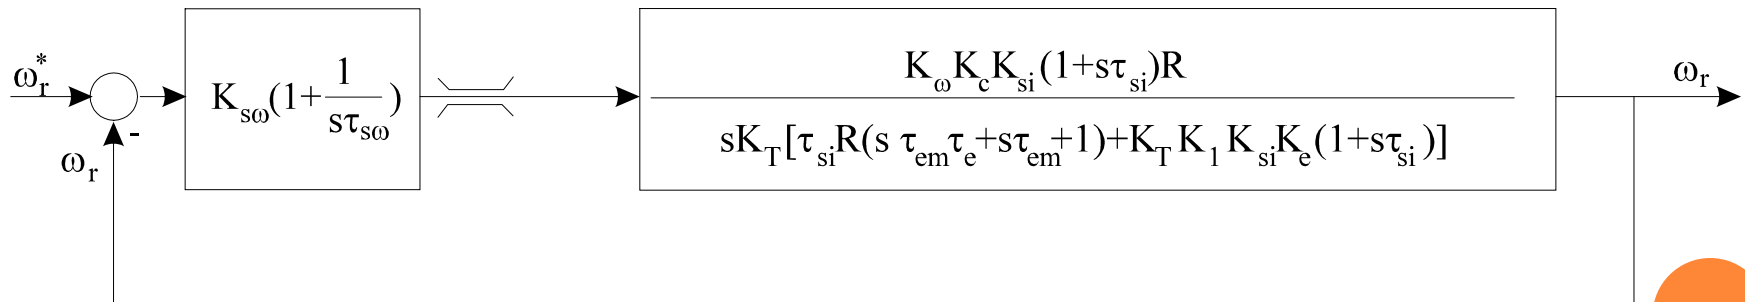 ω*r
Ksω(1+1/sτsω)
KωKcKsi(1+sτsi)R
sKT[τsiR(s τemτe+sτem+1)+KT K1 KsiKe(1+sτsi)]
ωr
-
ωr